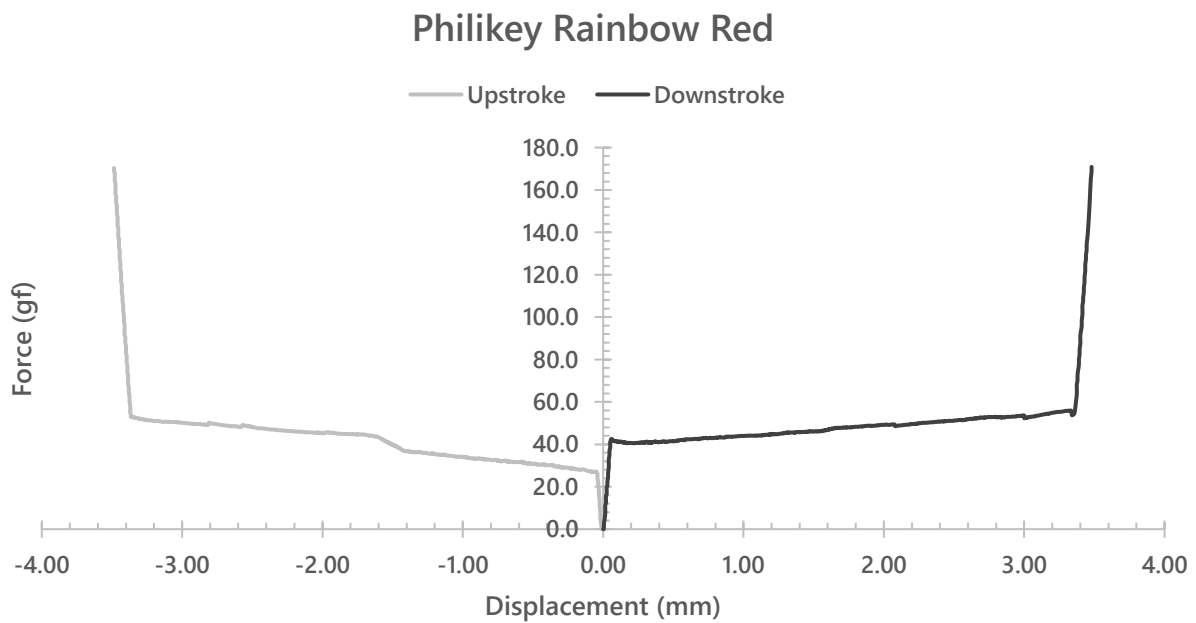 Philikey Rainbow Red
Upstroke Downstroke
180.0
160.0
140.0
120.0
100.0
80.0
60.0
40.0
20.0
0.0
Force (gf)
-4.00 -3.00 -2.00 -1.00 0.00 1.00 2.00 3.00 4.00
Displacement (mm)